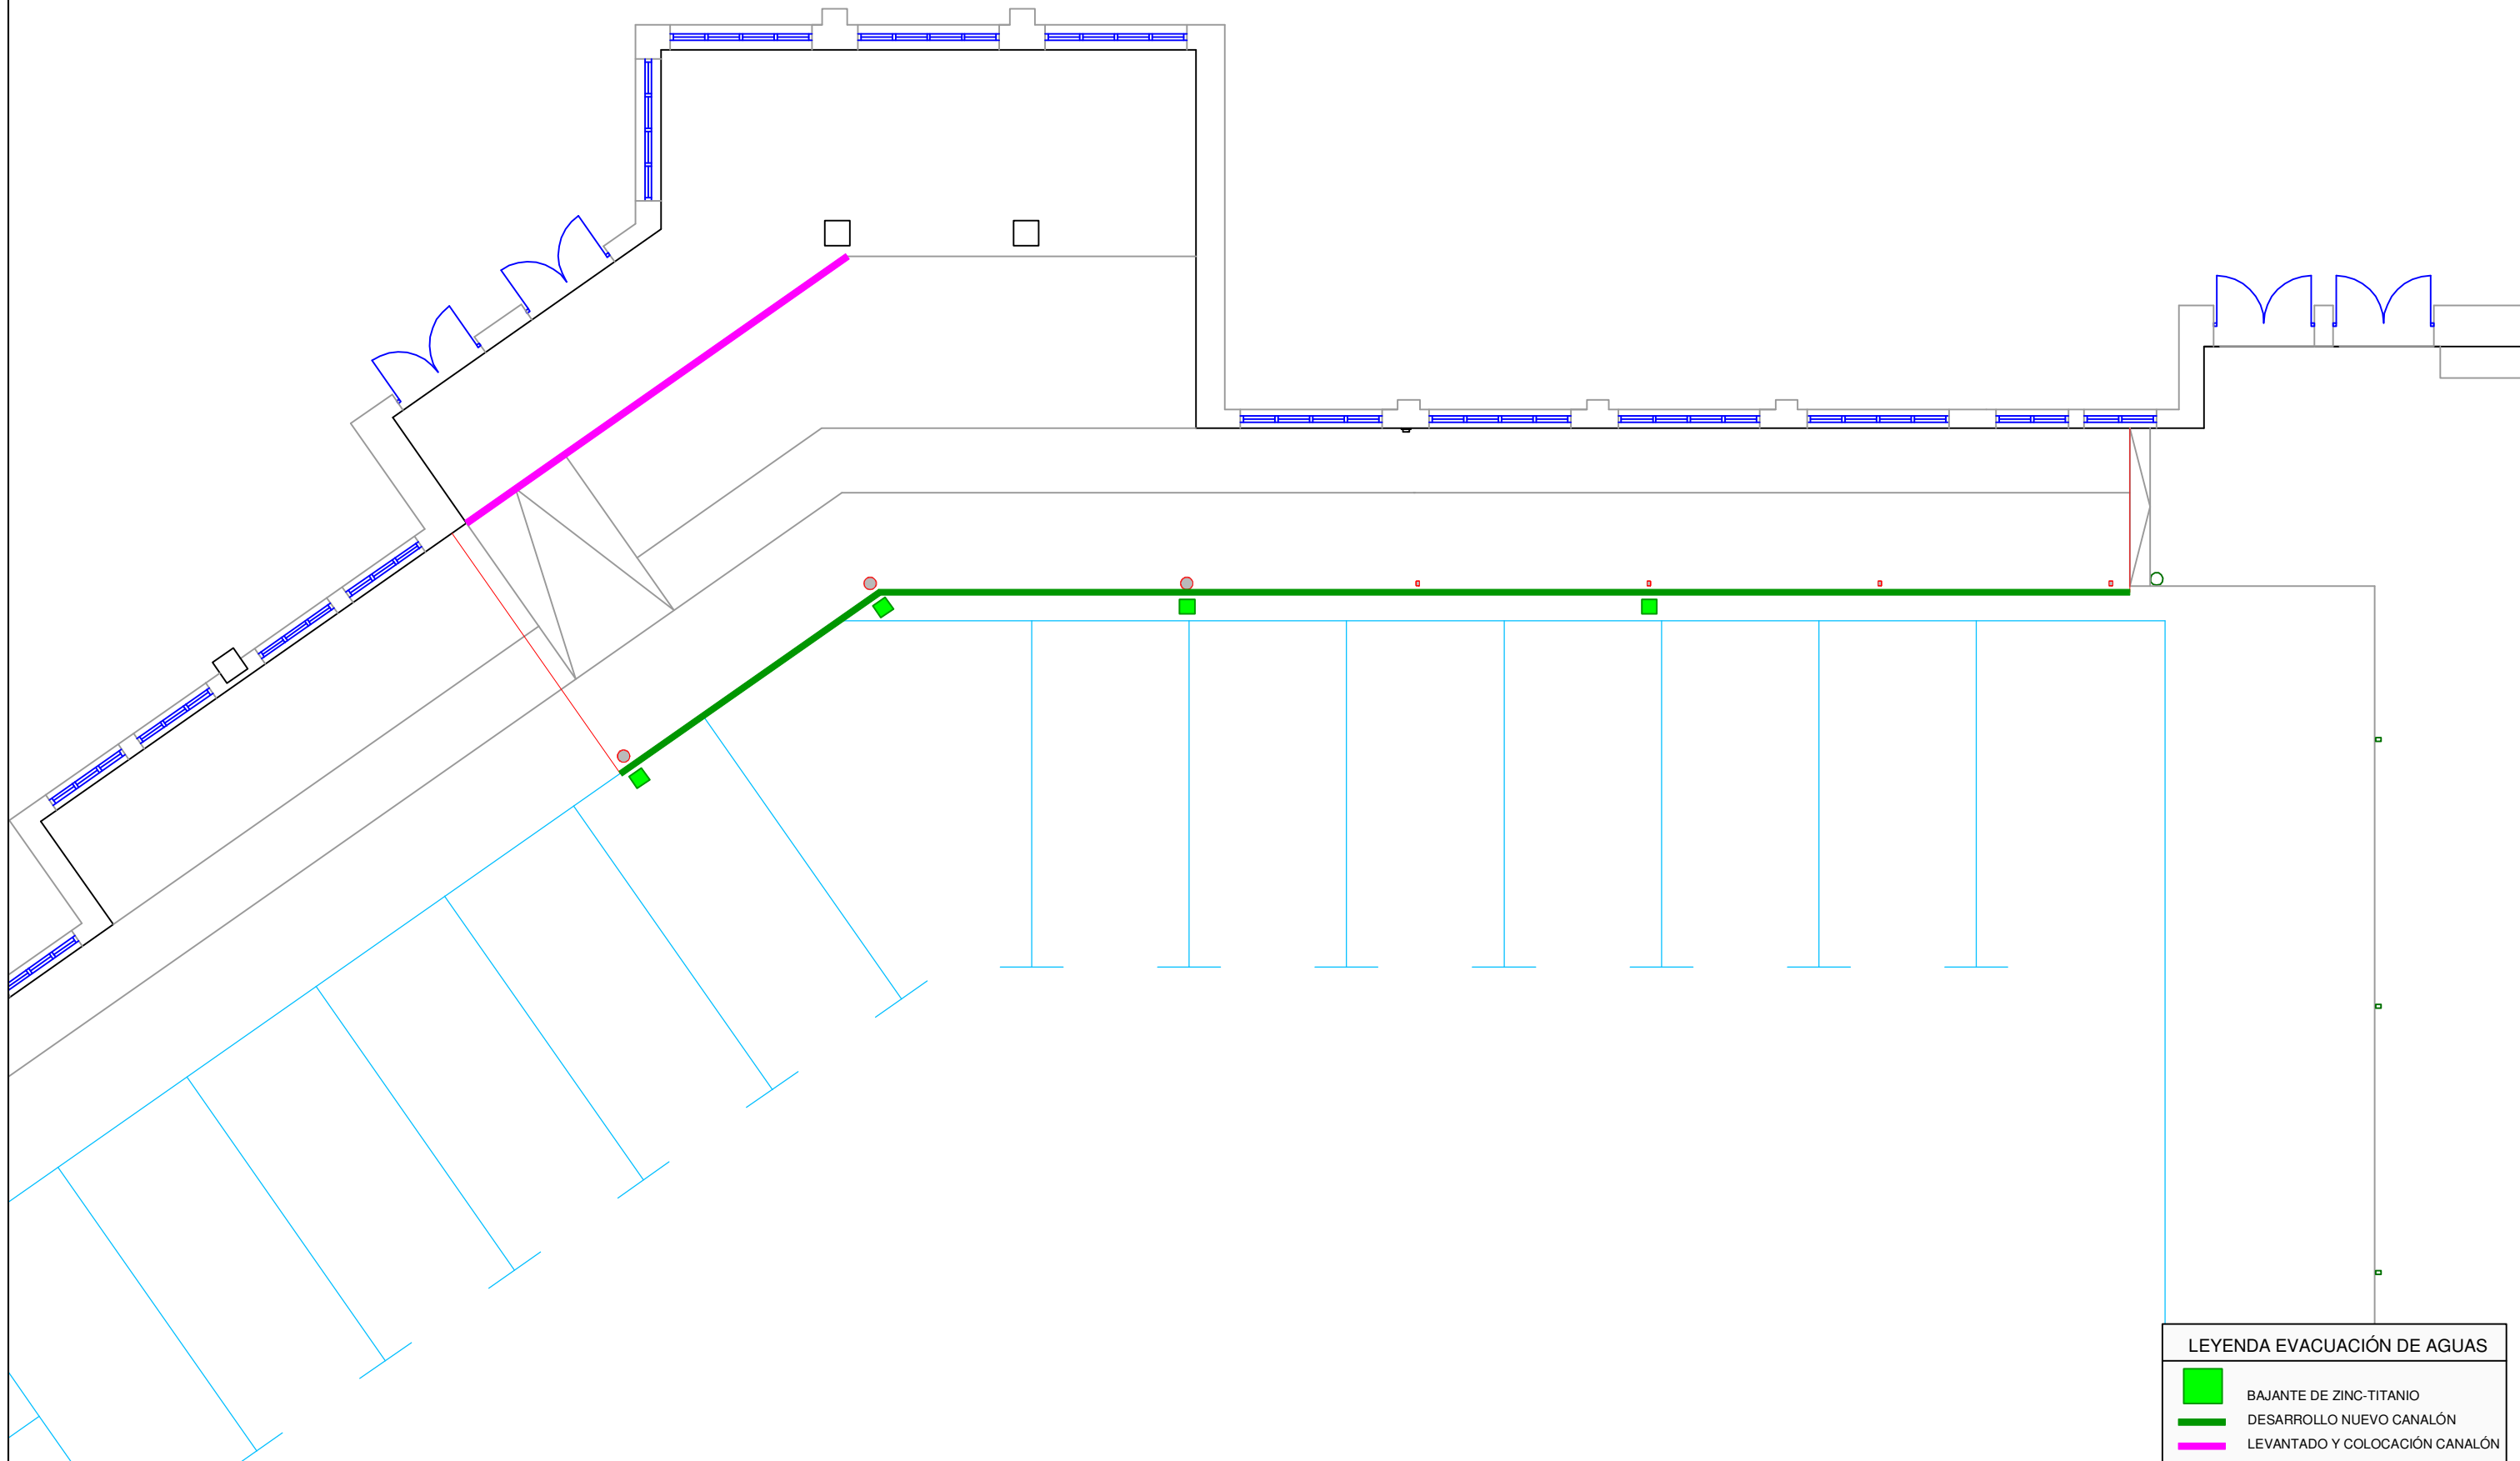 LEYENDA EVACUACIÓN DE AGUAS
BAJANTE DE ZINC-TITANIO
DESARROLLO NUEVO CANALÓN
LEVANTADO Y COLOCACIÓN CANALÓN